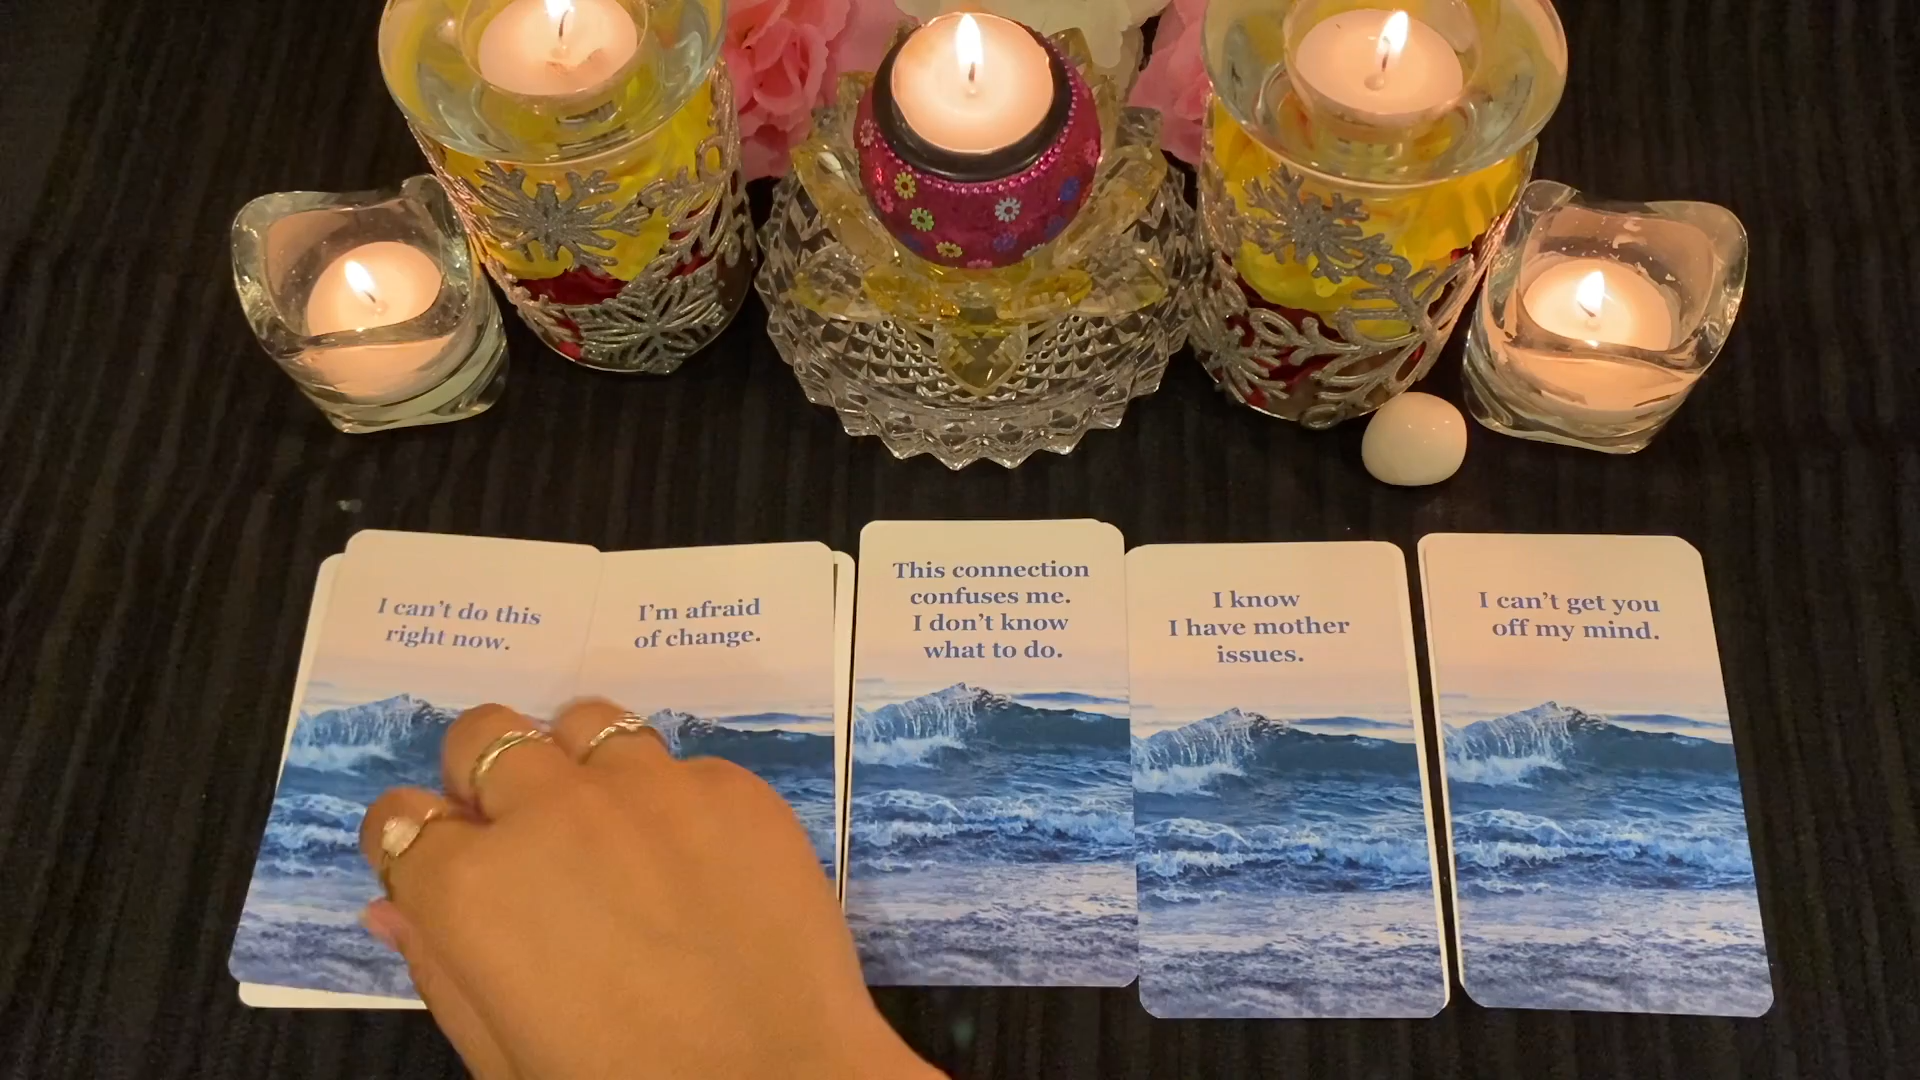 I can't do this
right now.
I'm afraid
of change.
This connection
confuses me.
I don't know
what to do.
I know
I have mother
issues.
I can't get you
off my mind.